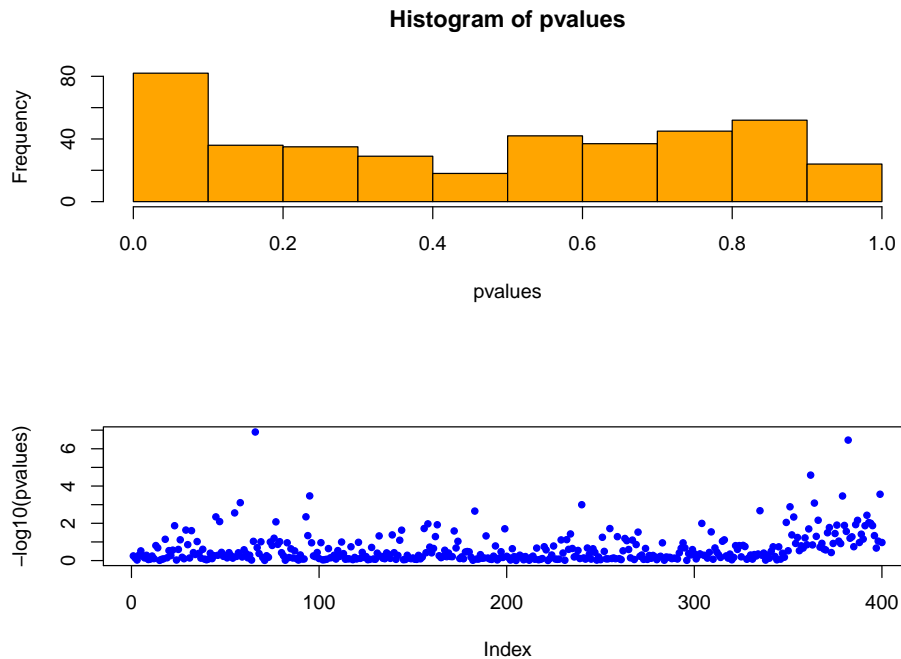 Histogram of pvalues
Frequency
80
40
0
0.0 0.2 0.4 0.6 0.8 1.0
pvalues
−log10(pvalues)
6
4
2
0
0 100 200 300 400
Index